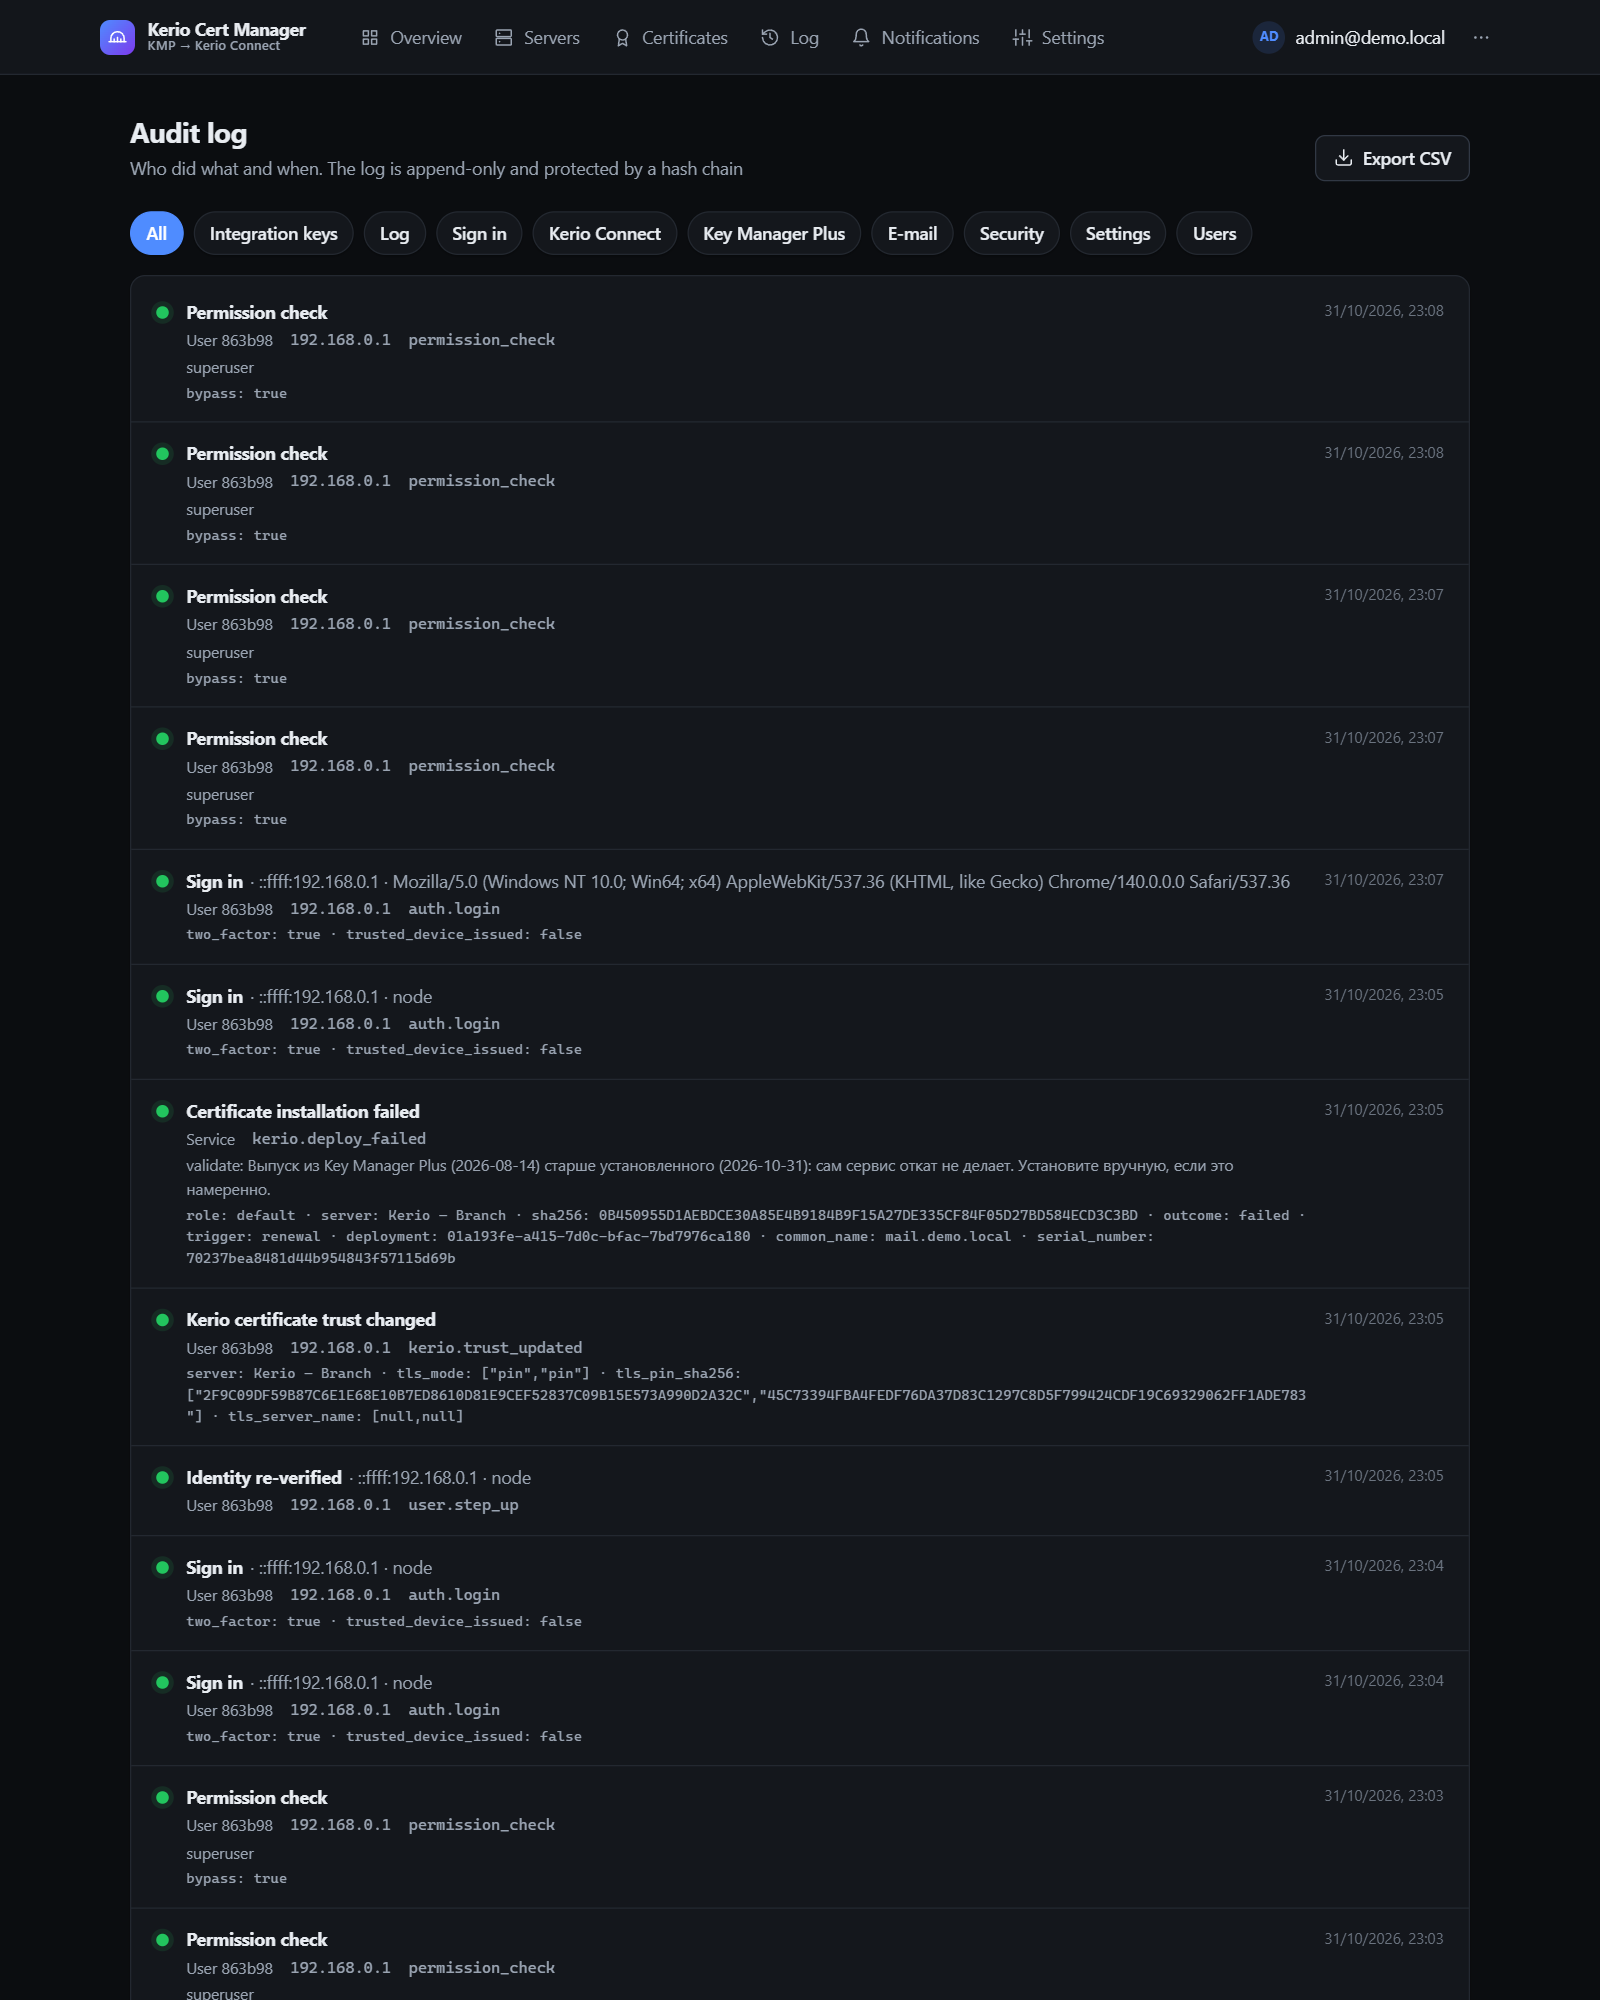 Kerio Cert Manager
KMP → Kerio Connect
Overview
Servers
Certificates
Log
Notifications
Settings
AD
admin@demo.local
···
Audit log
Who did what and when. The log is append-only and protected by a hash chain
Export CSV
All
Integration keys
Log
Sign in
Kerio Connect
Key Manager Plus
E-mail
Security
Settings
Users
Permission check
31/10/2026, 23:08
User 863b98 192.168.0.1 permission_check
superuser
bypass: true
Permission check
31/10/2026, 23:08
User 863b98 192.168.0.1 permission_check
superuser
bypass: true
Permission check
31/10/2026, 23:07
User 863b98 192.168.0.1 permission_check
superuser
bypass: true
Permission check
31/10/2026, 23:07
User 863b98 192.168.0.1 permission_check
superuser
bypass: true
Sign in · ::ffff:192.168.0.1 · Mozilla/5.0 (Windows NT 10.0; Win64; x64) AppleWebKit/537.36 (KHTML, like Gecko) Chrome/140.0.0.0 Safari/537.36
31/10/2026, 23:07
User 863b98 192.168.0.1 auth.login
two_factor: true · trusted_device_issued: false
Sign in · ::ffff:192.168.0.1 · node
31/10/2026, 23:05
User 863b98 192.168.0.1 auth.login
two_factor: true · trusted_device_issued: false
Certificate installation failed
31/10/2026, 23:05
Service kerio.deploy_failed
validate: Выпуск из Key Manager Plus (2026-08-14) старше установленного (2026-10-31): сам сервис откат не делает. Установите вручную, если это
намеренно.
role: default · server: Kerio — Branch · sha256: 0B450955D1AEBDCE30A85E4B9184B9F15A27DE335CF84F05D27BD584ECD3C3BD · outcome: failed ·
trigger: renewal · deployment: 01a193fe-a415-7d0c-bfac-7bd7976ca180 · common_name: mail.demo.local · serial_number:
70237bea8481d44b954843f57115d69b
Kerio certificate trust changed
31/10/2026, 23:05
User 863b98 192.168.0.1 kerio.trust_updated
server: Kerio — Branch · tls_mode: ["pin","pin"] · tls_pin_sha256:
["2F9C09DF59B87C6E1E68E10B7ED8610D81E9CEF52837C09B15E573A990D2A32C","45C73394FBA4FEDF76DA37D83C1297C8D5F799424CDF19C69329062FF1ADE783
"] · tls_server_name: [null,null]
Identity re-verified · ::ffff:192.168.0.1 · node
31/10/2026, 23:05
User 863b98 192.168.0.1 user.step_up
Sign in · ::ffff:192.168.0.1 · node
31/10/2026, 23:04
User 863b98 192.168.0.1 auth.login
two_factor: true · trusted_device_issued: false
Sign in · ::ffff:192.168.0.1 · node
31/10/2026, 23:04
User 863b98 192.168.0.1 auth.login
two_factor: true · trusted_device_issued: false
Permission check
31/10/2026, 23:03
User 863b98 192.168.0.1 permission_check
superuser
bypass: true
Permission check
31/10/2026, 23:03
User 863b98 192.168.0.1 permission_check
superuser